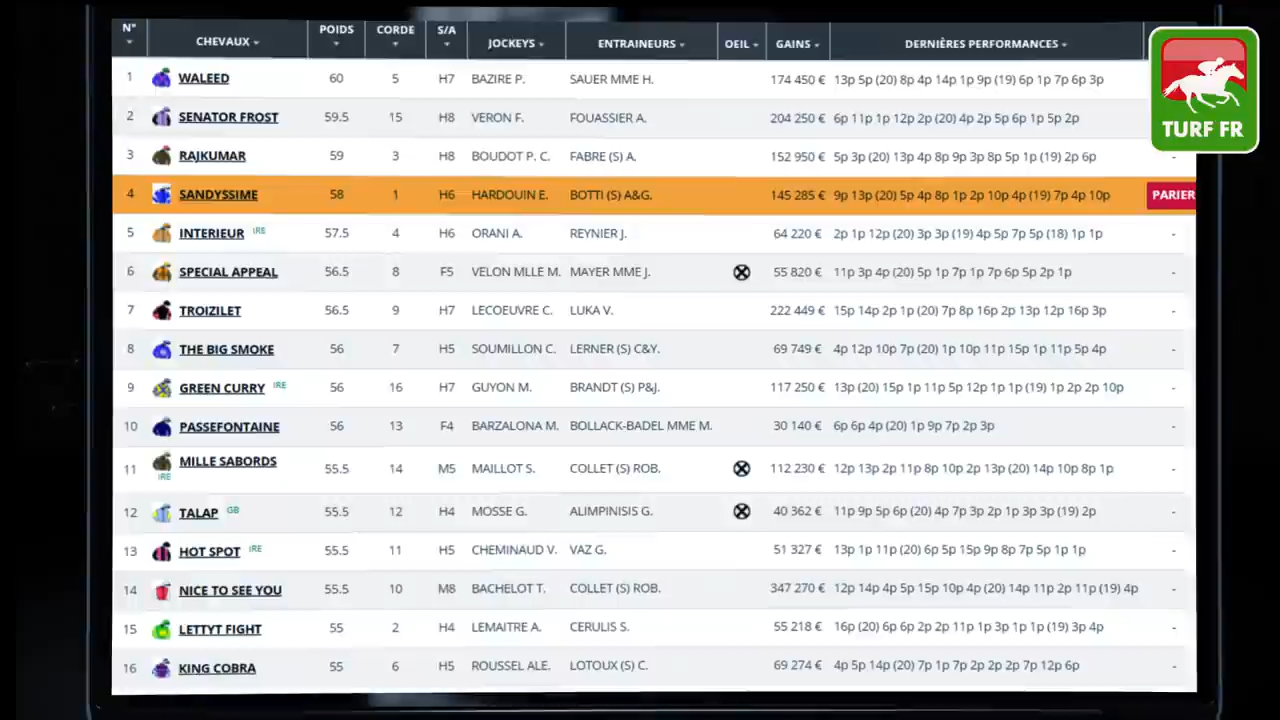 N° CHEVAUX POIDS CORDE S/A JOCKEYS ENTRAINEURS OEIL GAINS DERNIÈRES PERFORMANCES
1 WALEED 60 5 H7 BAZIRE P. SAUER MME H. 174 450 € 13p 5p (20) 8p 4p 14p 1p 9p (19) 6p 1p 7p 6p 3p
2 SENATOR FROST 59.5 15 H8 VERON F. FOUASSIER A. 204 250 € 6p 11p 1p 12p 2p (20) 4p 2p 5p 6p 1p 5p 2p
3 RAJKUMAR 59 3 H8 BOUDOT P. C. FABRE (S) A. 152 950 € 5p 3p (20) 13p 4p 8p 9p 3p 8p 5p 1p (19) 2p 6p -
4 SANDYSSIME 58 1 H6 HARDOUIN E. BOTTI (S) A&G. 145 285 € 9p 13p (20) 5p 4p 8p 1p 2p 10p 4p (19) 7p 4p 10p PARIER
5 INTERIEUR IRE 57.5 4 H6 ORANI A. REYNIER J. 64 220 € 2p 1p 12p (20) 3p 3p (19) 4p 5p 7p 5p (18) 1p 1p -
6 SPECIAL APPEAL 56.5 8 F5 VELON MLLE M. MAYER MME J. 55 820 € 11p 3p 4p (20) 5p 1p 7p 1p 7p 6p 5p 2p 1p -
7 TROIZILET 56.5 9 H7 LECOEUVRE C. LUKA V. 222 449 € 15p 14p 2p 1p (20) 7p 8p 16p 2p 13p 12p 16p 3p -
8 THE BIG SMOKE 56 7 H5 SOUMILLON C. LERNER (S) C&Y. 69 749 € 4p 12p 10p 7p (20) 1p 10p 11p 15p 1p 11p 5p 4p -
9 GREEN CURRY IRE 56 16 H7 GUYON M. BRANDT (S) P&J. 117 250 € 13p (20) 15p 1p 11p 5p 12p 1p 1p (19) 1p 2p 2p 10p -
10 PASSEFONTAINE 56 13 F4 BARZALONA M. BOLLACK-BADEL MME M. 30 140 € 6p 6p 4p (20) 1p 9p 7p 2p 3p -
11 MILLE SABORDS IRE 55.5 14 M5 MAILLOT S. COLLET (S) ROB. 112 230 € 12p 13p 2p 11p 8p 10p 2p 13p (20) 14p 10p 8p 1p -
12 TALAP GB 55.5 12 H4 MOSSE G. ALIMPINISIS G. 40 362 € 11p 9p 5p 6p (20) 4p 7p 3p 2p 1p 3p 3p (19) 2p -
13 HOT SPOT IRE 55.5 11 H5 CHEMINAUD V. VAZ G. 51 327 € 13p 1p 11p (20) 6p 5p 15p 9p 8p 7p 5p 1p 1p -
14 NICE TO SEE YOU 55.5 10 M8 BACHELOT T. COLLET (S) ROB. 347 270 € 12p 14p 4p 5p 15p 10p 4p (20) 14p 11p 2p 11p (19) 4p -
15 LETTYT FIGHT 55 2 H4 LEMAITRE A. CERULIS S. 55 218 € 16p (20) 6p 6p 2p 2p 11p 1p 3p 1p 1p (19) 3p 4p -
16 KING COBRA 55 6 H5 ROUSSEL ALE. LOTOUX (S) C. 69 274 € 4p 5p 14p (20) 7p 1p 7p 2p 2p 2p 7p 12p 6p -
TURF FR